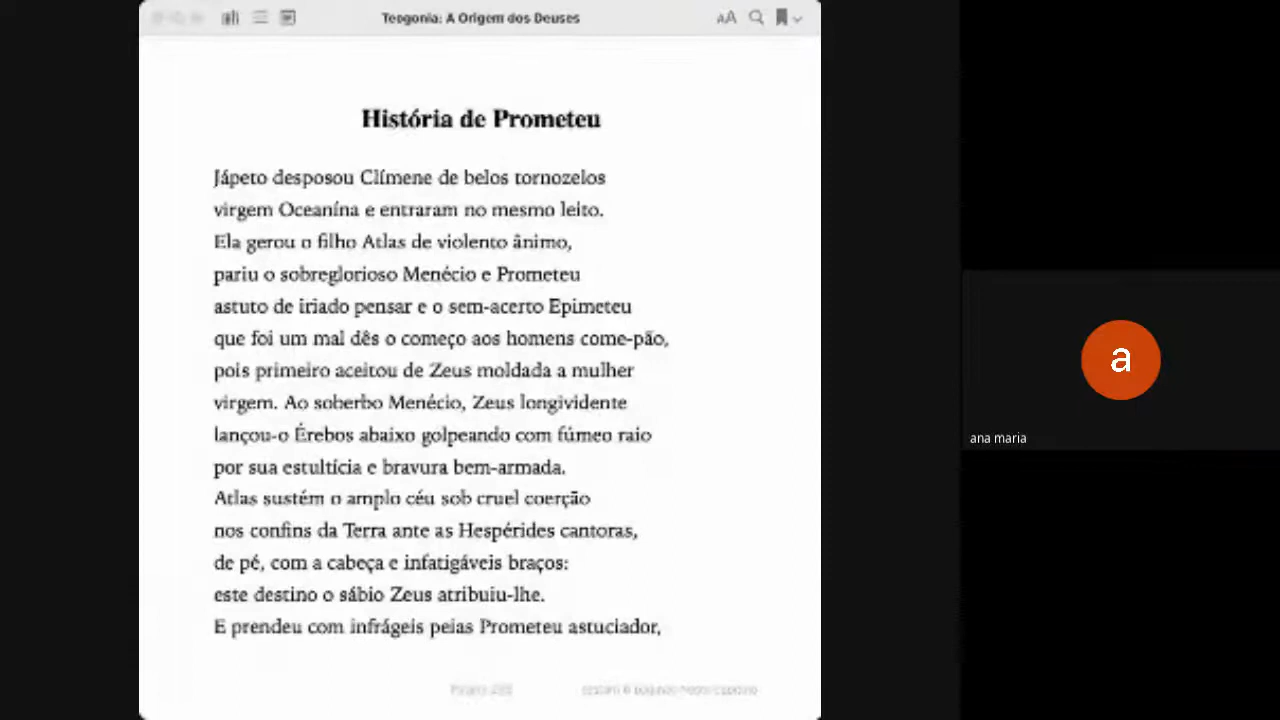 Teogonia: A Origem dos Deuses
AA
História de Prometeu
Jápeto desposou Clímene de belos tornozelos
virgem Oceanína e entraram no mesmo leito.
Ela gerou o filho Atlas de violento ânimo,
pariu o sobreglorioso Menécio e Prometeu
astuto de iriado pensar e o sem-acerto Epimeteu
que foi um mal dês o começo aos homens come-pão,
pois primeiro aceitou de Zeus moldada a mulher
virgem. Ao soberbo Menécio, Zeus longividente
lançou-o Érebos abaixo golpeando com fúmeo raio
por sua estultícia e bravura bem-armada.
Atlas sustém o amplo céu sob cruel coerção
nos confins da Terra ante as Hespérides cantoras,
de pé, com a cabeça e infatigáveis braços:
este destino o sábio Zeus atribuiu-lhe.
E prendeu com infrágeis peias Prometeu astuciador,
a
ana maria